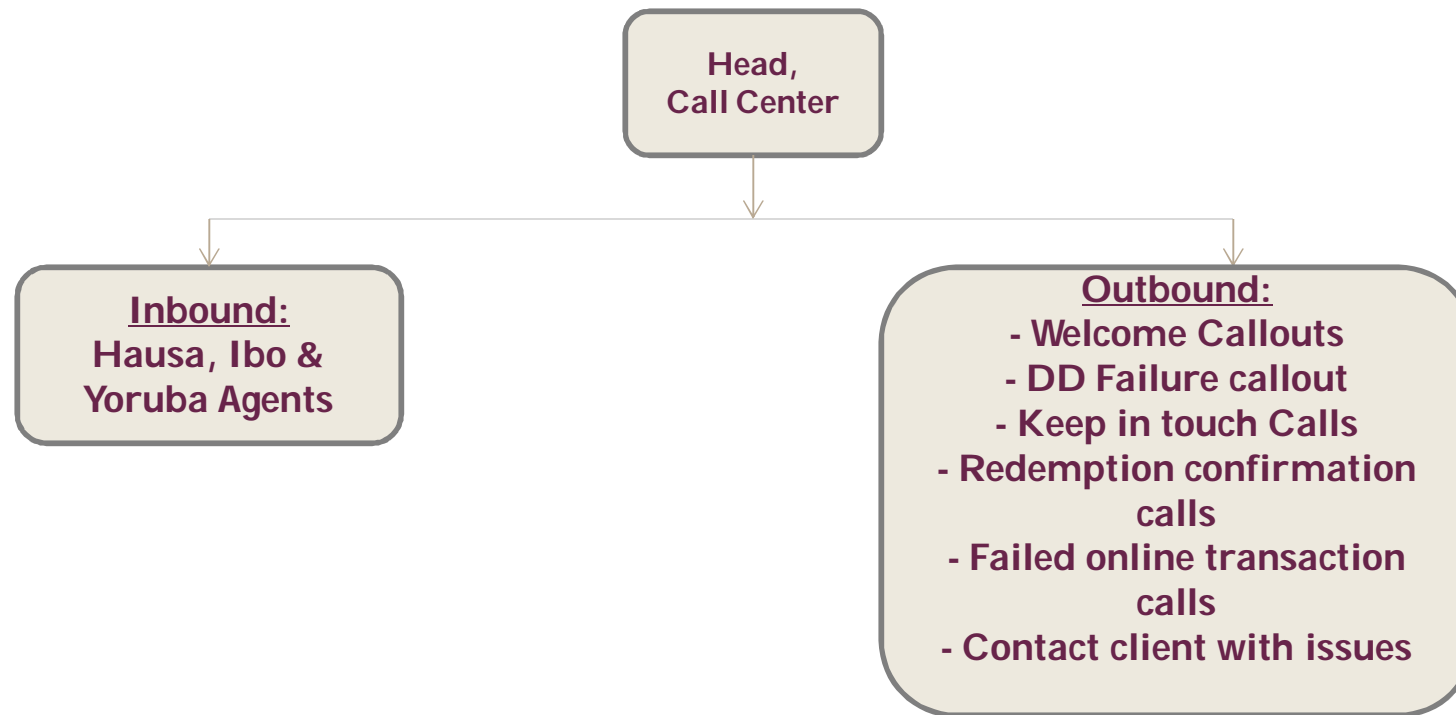 Head,
Call Center
Inbound:
Hausa, Ibo &
Yoruba Agents
Outbound:
- Welcome Callouts
- DD Failure callout
- Keep in touch Calls
- Redemption confirmation
calls
- Failed online transaction
calls
- Contact client with issues